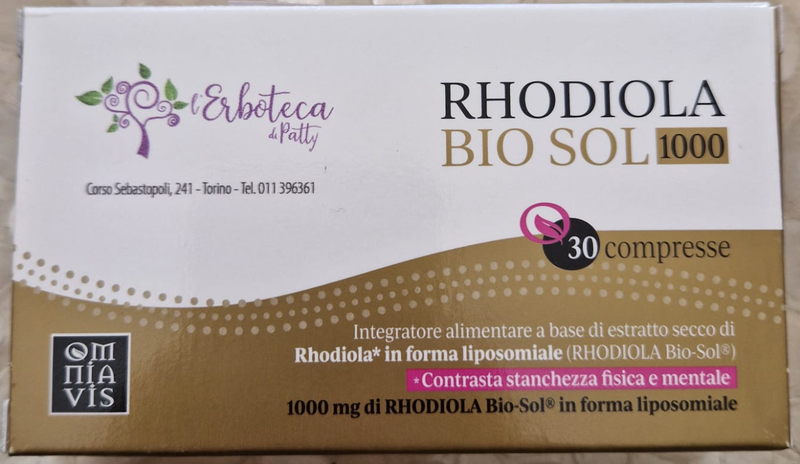 l'Erboteca
di Patty
Corso Sebastopoli, 241 - Torino - Tel. 011 396361
RHODIOLA
BIO SOL 1000
30 compresse
Integratore alimentare a base di estratto secco di
Rhodiola* in forma liposomiale (RHODIOLA Bio-Sol®)
*Contrasta stanchezza fisica e mentale
1000 mg di RHODIOLA Bio-Sol® in forma liposomiale
OM
NIA
VIS